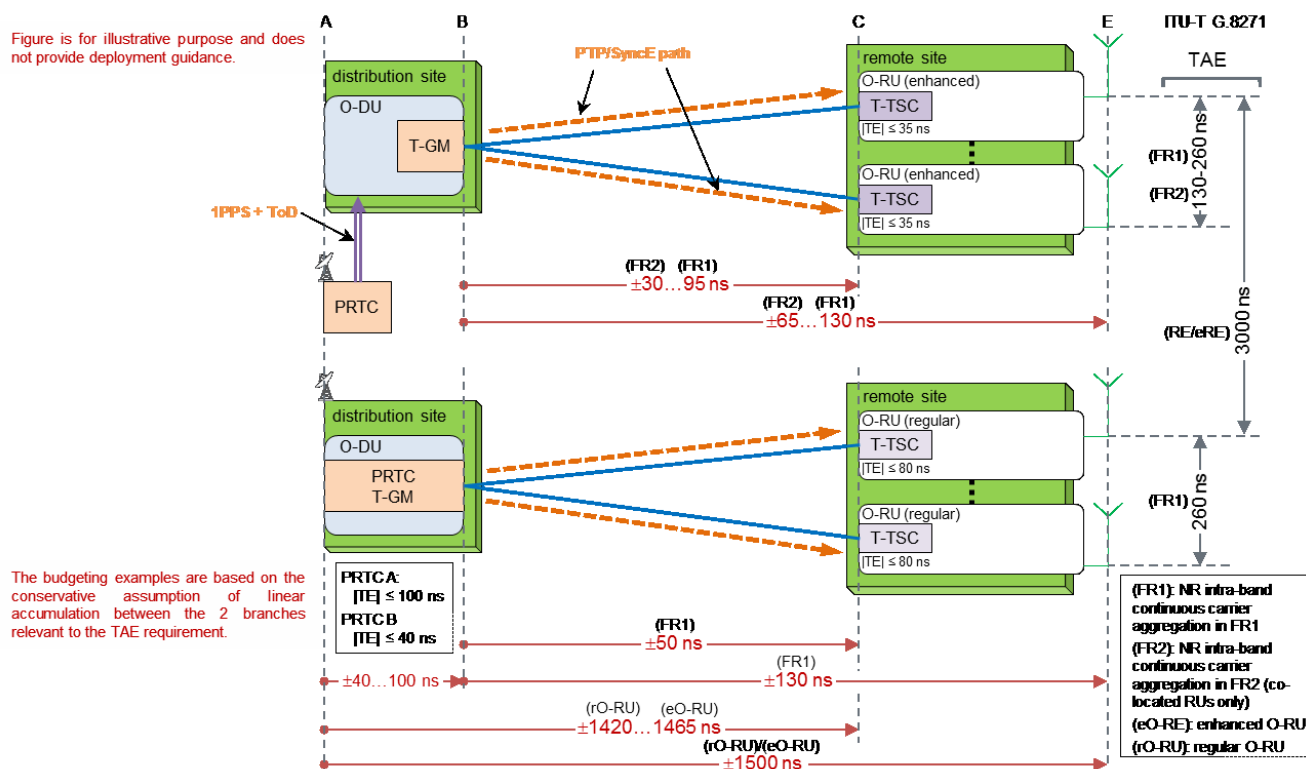 A B C E ITU-T G.8271
Figure is for illustrative purpose and does
not provide deployment guidance.
TAE
PTP/SyncE path
distribution site
O-DU
T-GM
remote site
O-RU (enhanced)
T-TSC
|TE| ≤ 35 ns
O-RU (enhanced)
T-TSC
|TE| ≤ 35 ns
(FR1)
(FR2)
130-260 ns
1PPS + ToD
PRTC
(FR2) (FR1)
±30…95 ns
(FR2) (FR1)
±65…130 ns
(RE/eRE)
3000 ns
distribution site
O-DU
PRTC
T-GM
remote site
O-RU (regular)
T-TSC
|TE| ≤ 80 ns
O-RU (regular)
T-TSC
|TE| ≤ 80 ns
(FR1)
260 ns
The budgeting examples are based on the
conservative assumption of linear
accumulation between the 2 branches
relevant to the TAE requirement.
PRTC A:
|TE| ≤ 100 ns
PRTC B
|TE| ≤ 40 ns
(FR1)
±50 ns
±40…100 ns
(FR1)
±130 ns
(rO-RU) (eO-RU)
±1420…1465 ns
(rO-RU)/(eO-RU)
±1500 ns
(FR1): NR intra-band
continuous carrier
aggregation in FR1
(FR2): NR intra-band
continuous carrier
aggregation in FR2 (co-
located RUs only)
(eO-RE): enhanced O-RU
(rO-RU): regular O-RU